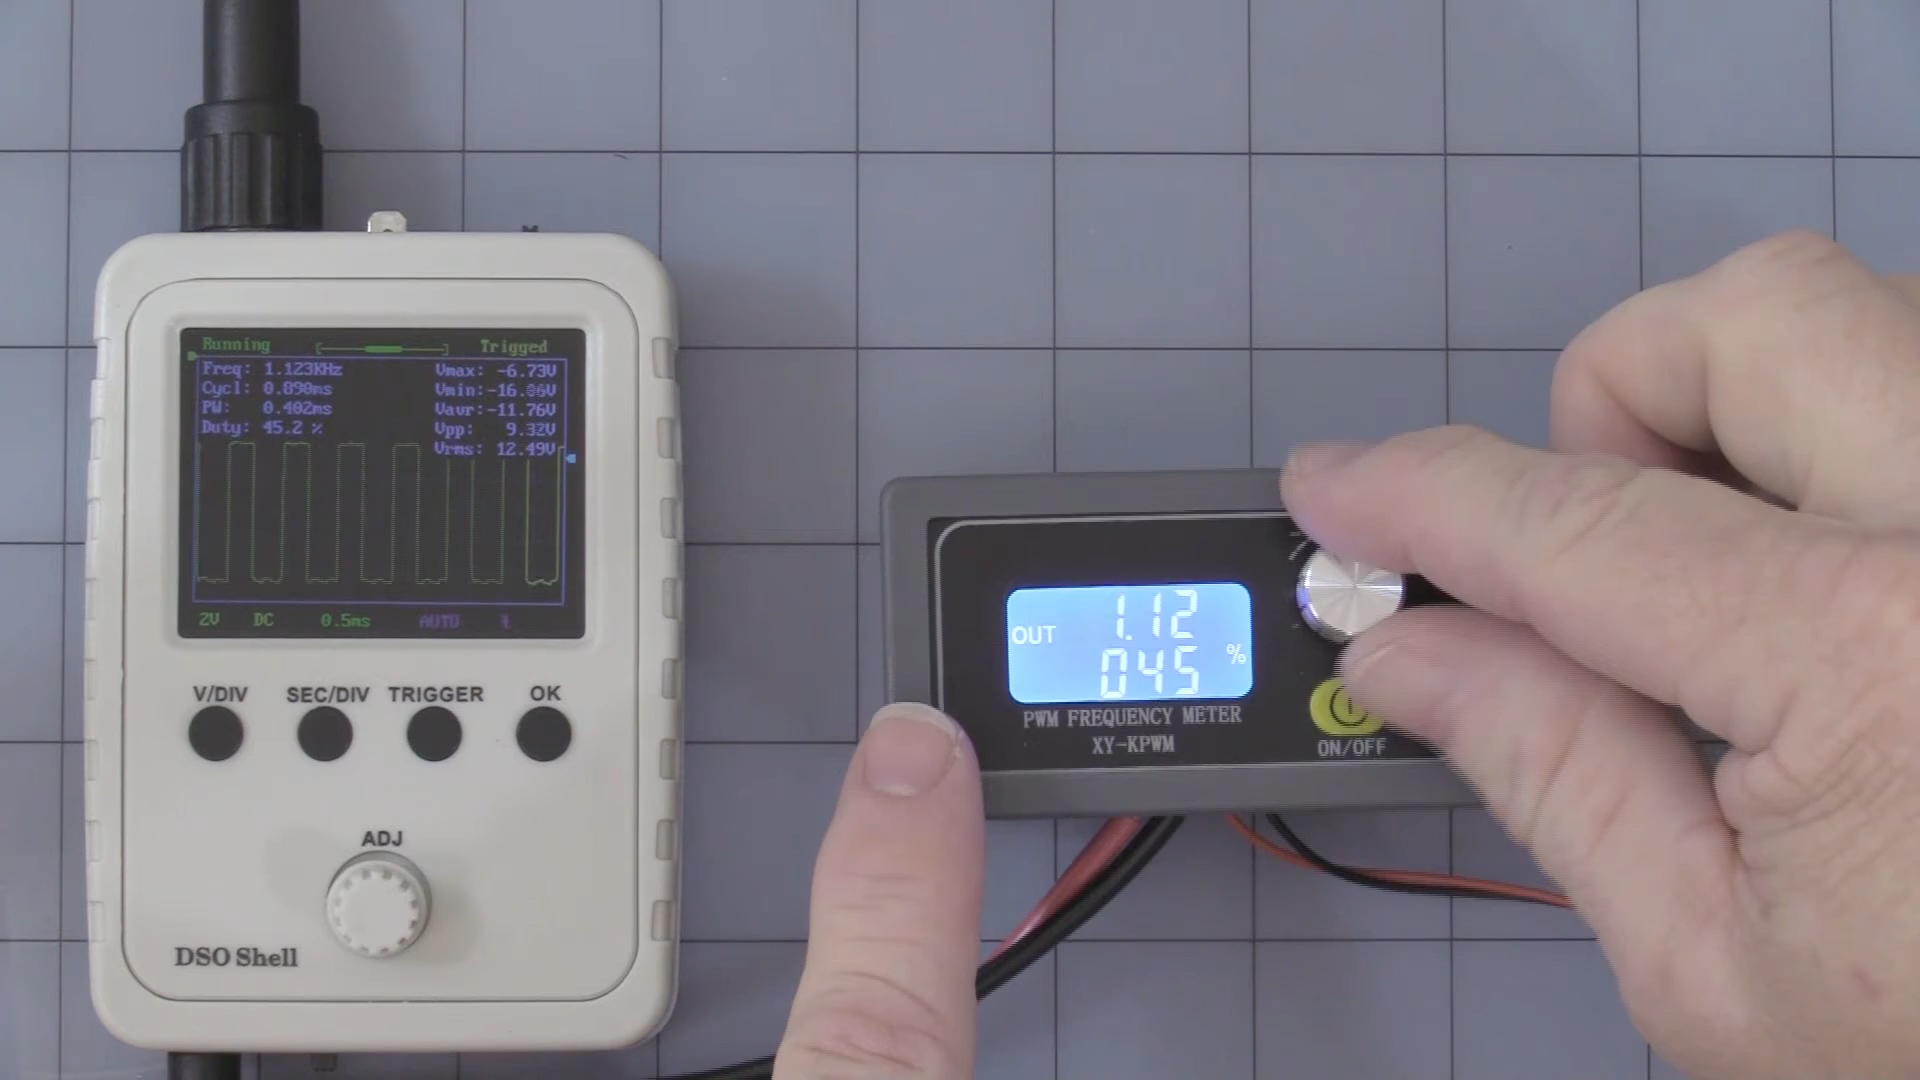 Running Trigged
Freq: 1.123KHz Vmax: -6.73V
Cycl: 0.890ms Vmin:-16.06V
PW: 0.402ms Vavr:-11.76V
Duty: 45.2 % Vpp: 9.32V
Vrms: 12.49V
2V DC 0.5ms AUTO
V/DIV SEC/DIV TRIGGER OK
ADJ
DSO Shell
1.12
OUT
045 %
PWM FREQUENCY METER
XY-KPWM
ON/OFF